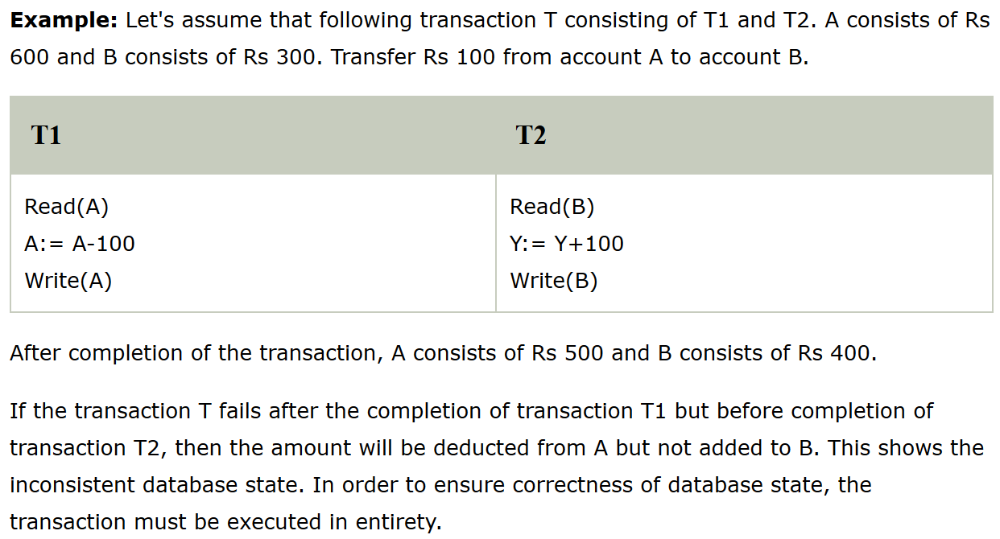 Example: Let's assume that following transaction T consisting of T1 and T2. A consists of Rs
600 and B consists of Rs 300. Transfer Rs 100 from account A to account B.
T1
T2
Read(A)
A:= A-100
Write(A)
Read(B)
Y:= Y+100
Write(B)
After completion of the transaction, A consists of Rs 500 and B consists of Rs 400.
If the transaction T fails after the completion of transaction T1 but before completion of
transaction T2, then the amount will be deducted from A but not added to B. This shows the
inconsistent database state. In order to ensure correctness of database state, the
transaction must be executed in entirety.